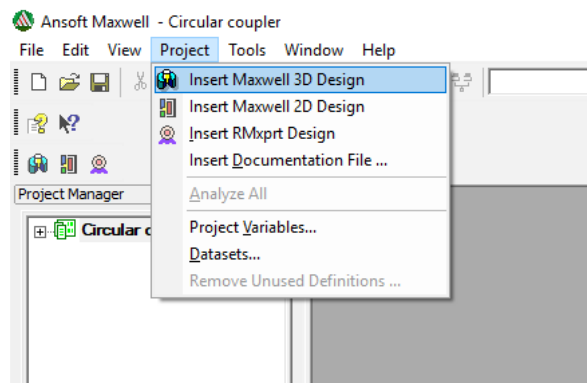 Ansoft Maxwell - Circular coupler
File Edit View Project Tools Window Help
Insert Maxwell 3D Design
Insert Maxwell 2D Design
Insert RMxprt Design
Insert Documentation File ...
Analyze All
Project Variables...
Datasets...
Remove Unused Definitions ...
Project Manager
Circular